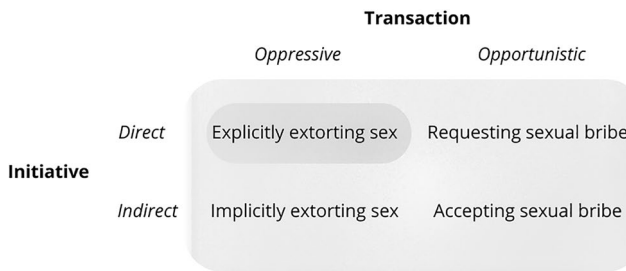 Transaction
Oppressive Opportunistic
Direct Explicitly extorting sex Requesting sexual bribe
Initiative
Indirect Implicitly extorting sex Accepting sexual bribe